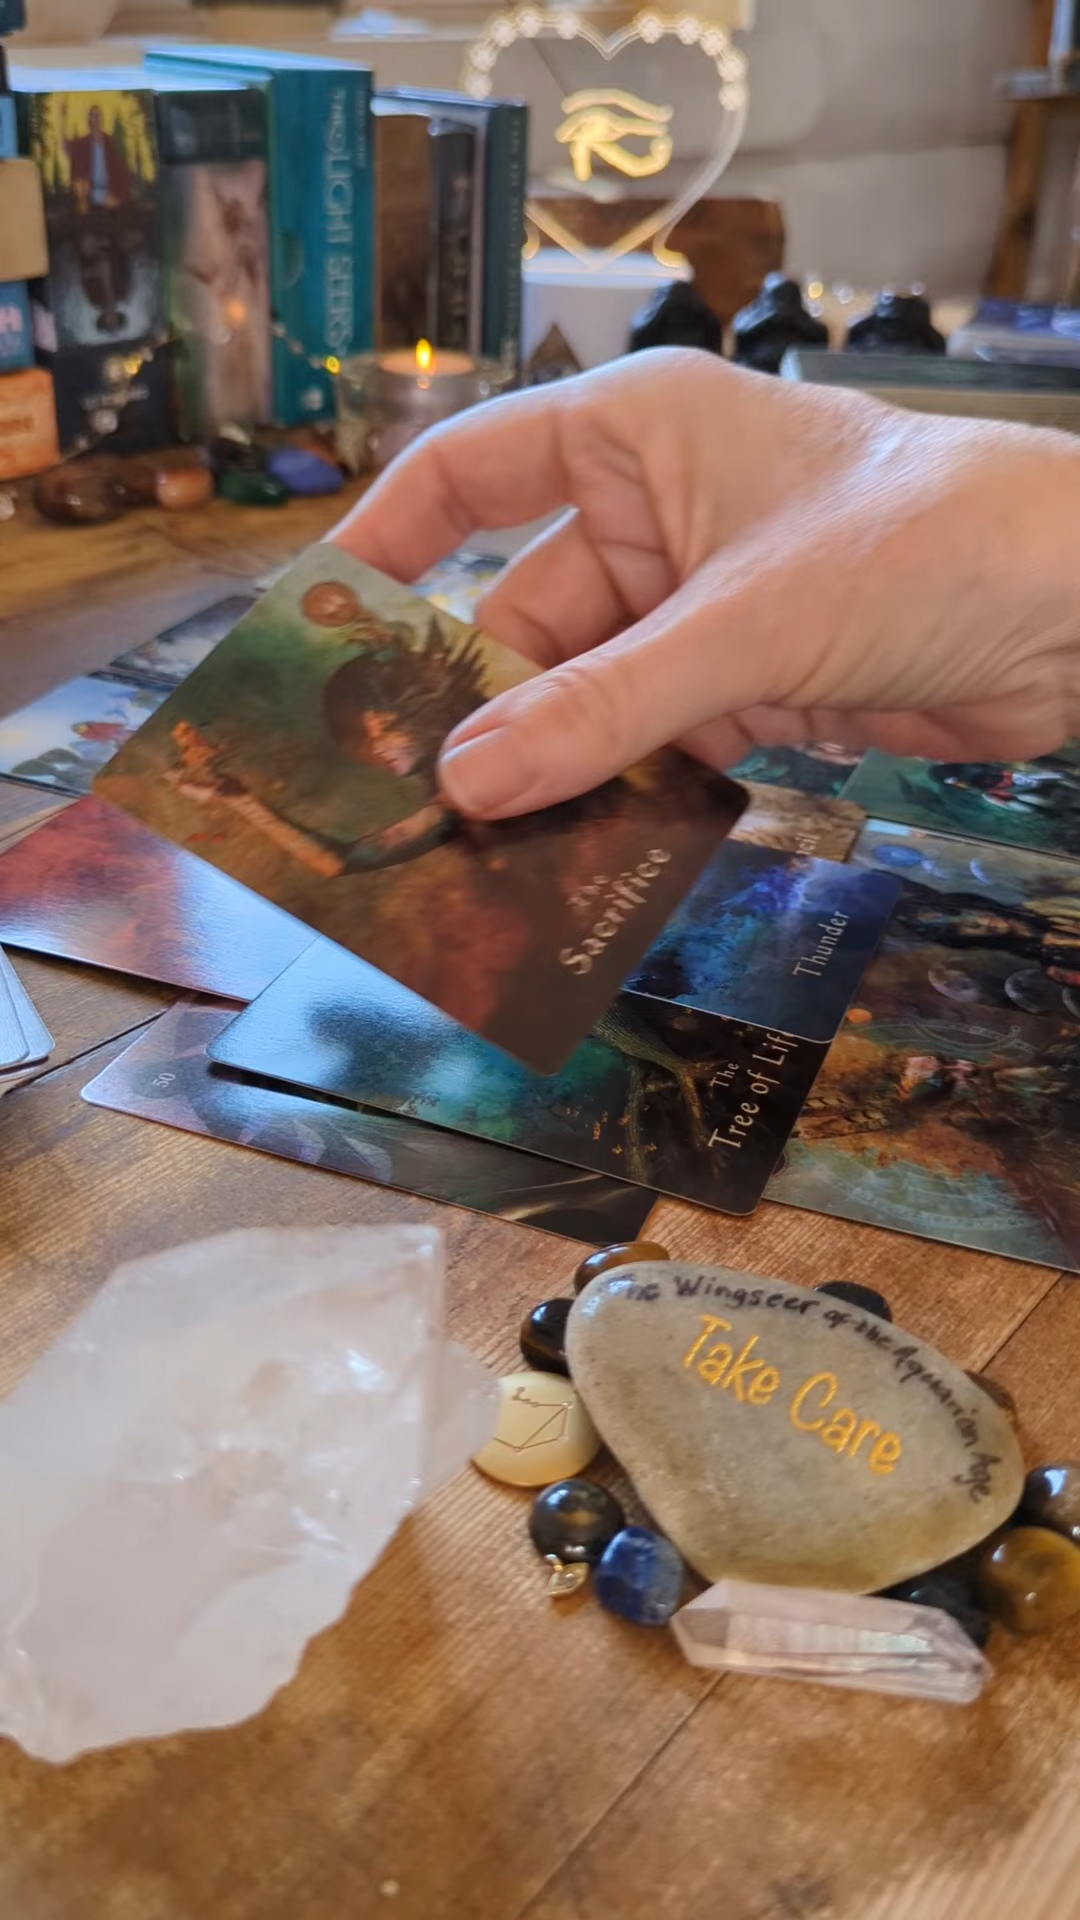 THE LIGHT SEER'S
The
Sacrifice
Thunder
The
Tree of Lif
50
The Wingseer of the Aquarian Age
Take Care